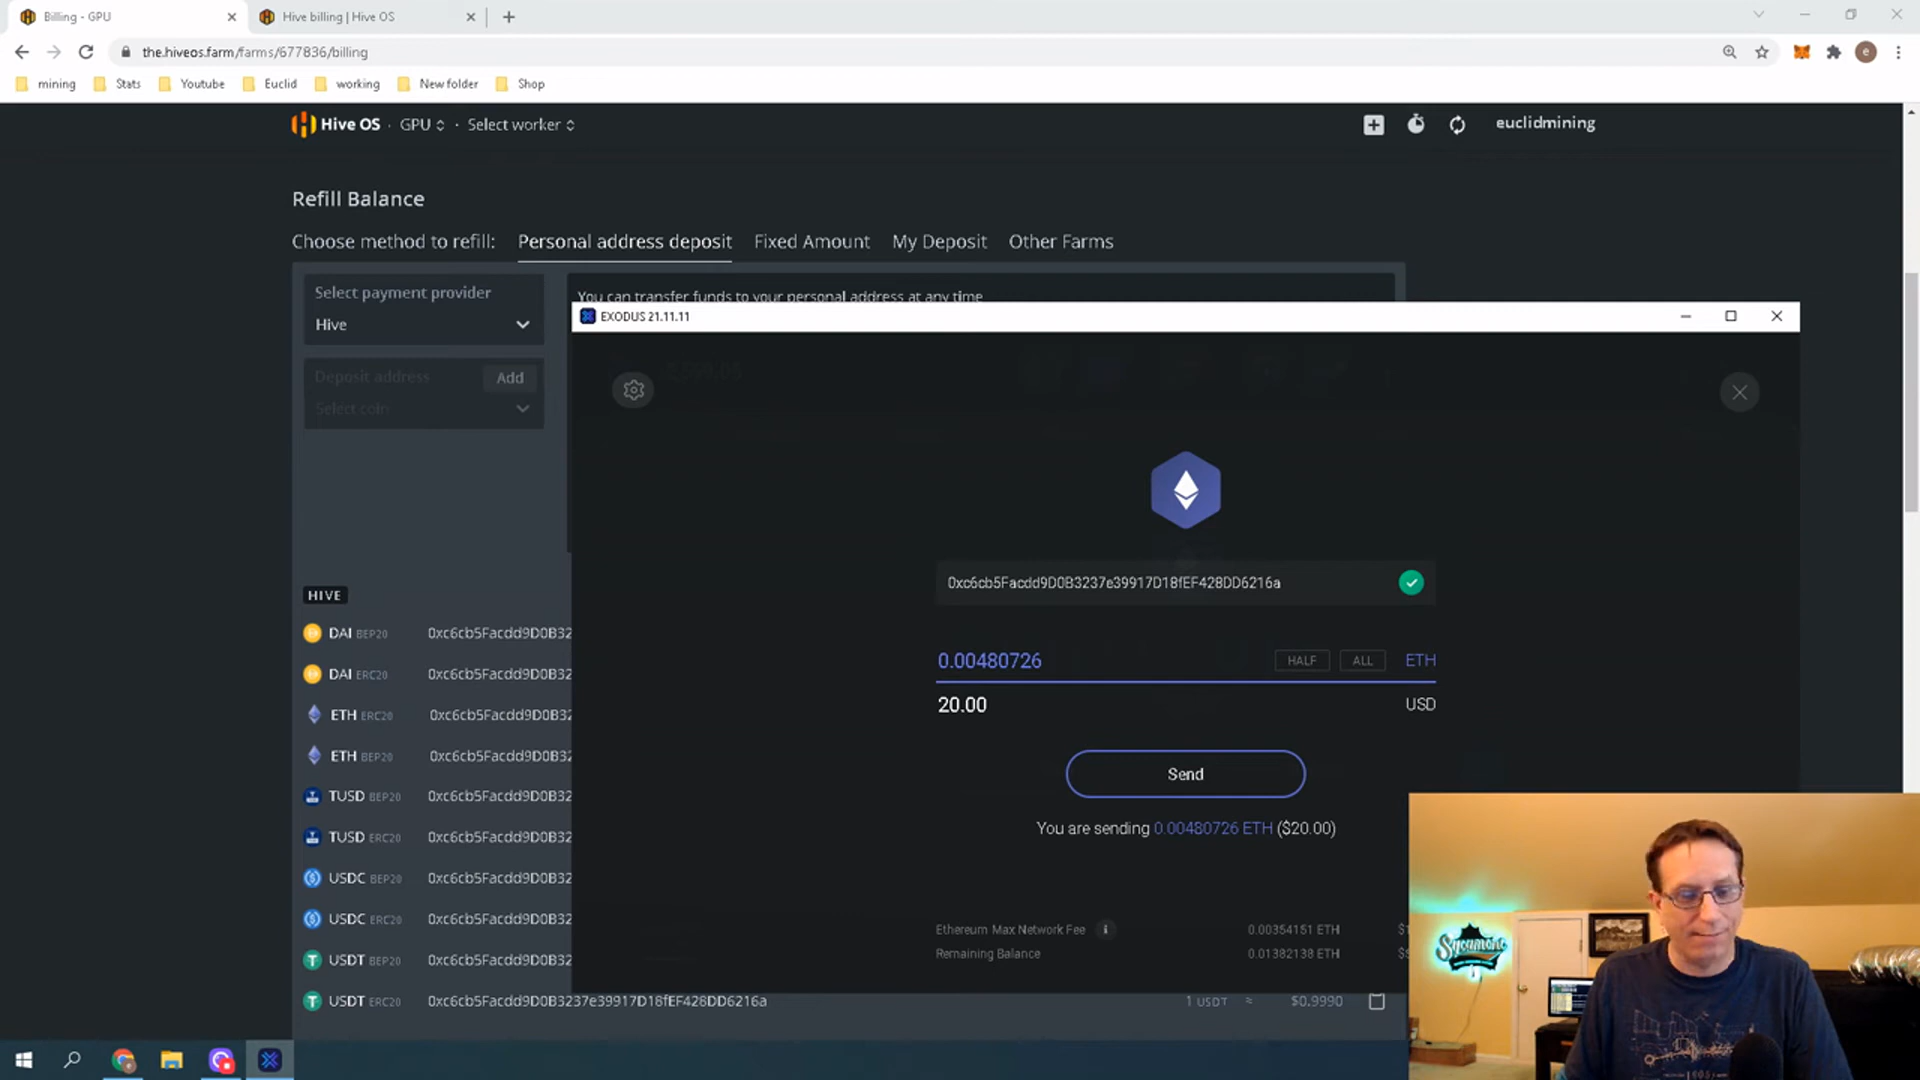 Billing - GPU
Hive billing | Hive OS
the.hiveos.farm/farms/677836/billing
e
mining
Stats
Youtube
Euclid
working
New folder
Shop
Hive OS · GPU · Select worker
euclidmining
Refill Balance
Choose method to refill:
Personal address deposit
Fixed Amount
My Deposit
Other Farms
Select payment provider
Hive
You can transfer funds to your personal address at any time
Deposit address
Add
Select coin
EXODUS 21.11.11
0xc6cb5Facdd9D0B3237e39917D18fEF428DD6216a
0.00480726
HALF
ALL
ETH
20.00
USD
Send
You are sending 0.00480726 ETH ($20.00)
Ethereum Max Network Fee
0.00354151 ETH
Remaining Balance
0.01382138 ETH
HIVE
DAI BEP20 0xc6cb5Facdd9D0B32
DAI ERC20 0xc6cb5Facdd9D0B32
ETH ERC20 0xc6cb5Facdd9D0B32
ETH BEP20 0xc6cb5Facdd9D0B32
TUSD BEP20 0xc6cb5Facdd9D0B32
TUSD ERC20 0xc6cb5Facdd9D0B32
USDC BEP20 0xc6cb5Facdd9D0B32
USDC ERC20 0xc6cb5Facdd9D0B32
USDT BEP20 0xc6cb5Facdd9D0B32
USDT ERC20 0xc6cb5Facdd9D0B3237e39917D18fEF428DD6216a 1 USDT ≈ $0.9990
Sycamore